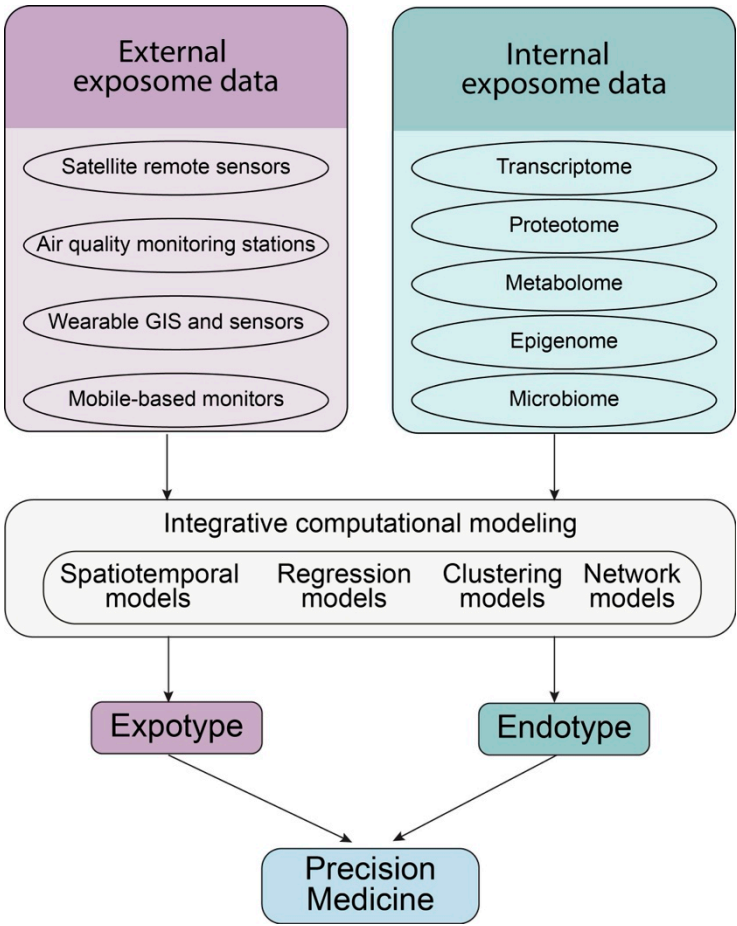 External
exposome data
Satellite remote sensors
Air quality monitoring stations
Wearable GIS and sensors
Mobile-based monitors
Internal
exposome data
Transcriptome
Proteotome
Metabolome
Epigenome
Microbiome
Integrative computational modeling
Spatiotemporal
models
Regression
models
Clustering
models
Network
models
Expotype
Endotype
Precision
Medicine